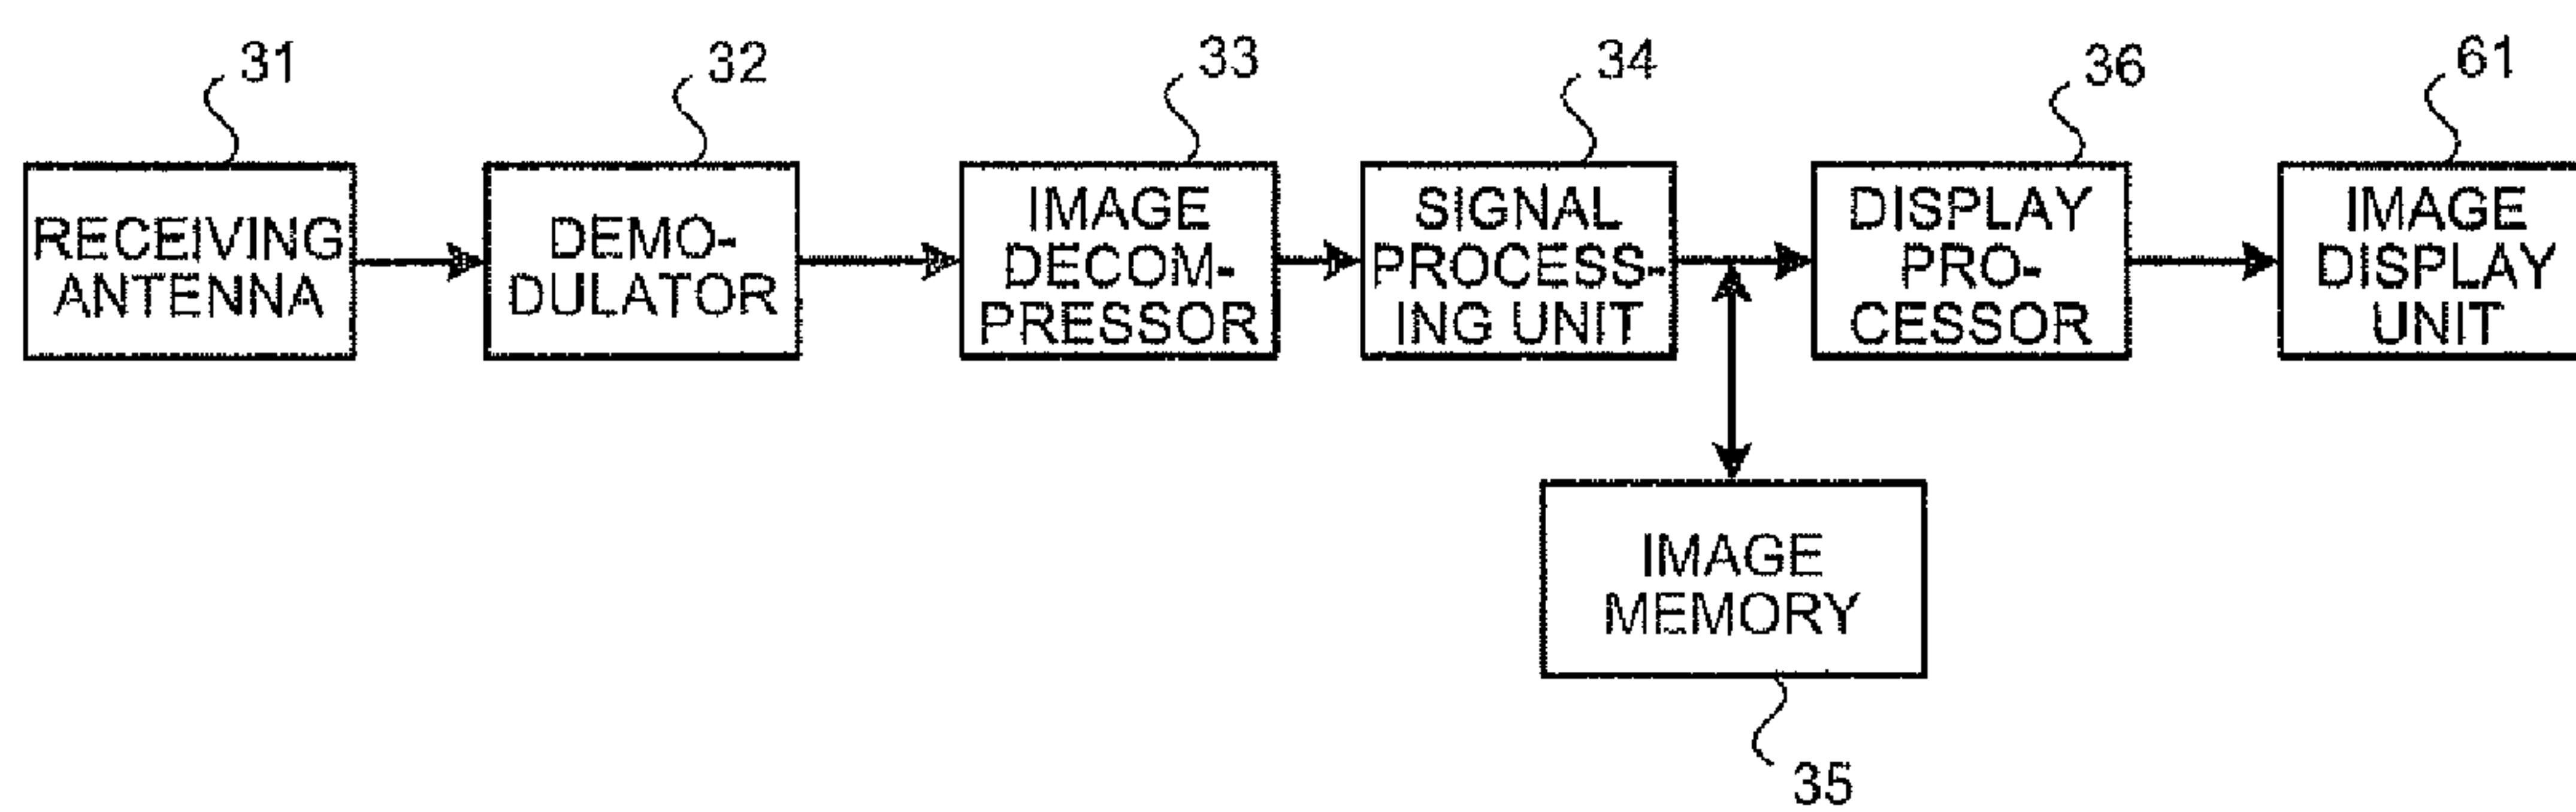 31
32
33
34
36
61
RECEIVING
ANTENNA
DEMO-
DULATOR
IMAGE
DECOM-
PRESSOR
SIGNAL
PROCESS-
ING UNIT
DISPLAY
PRO-
CESSOR
IMAGE
DISPLAY
UNIT
IMAGE
MEMORY
35